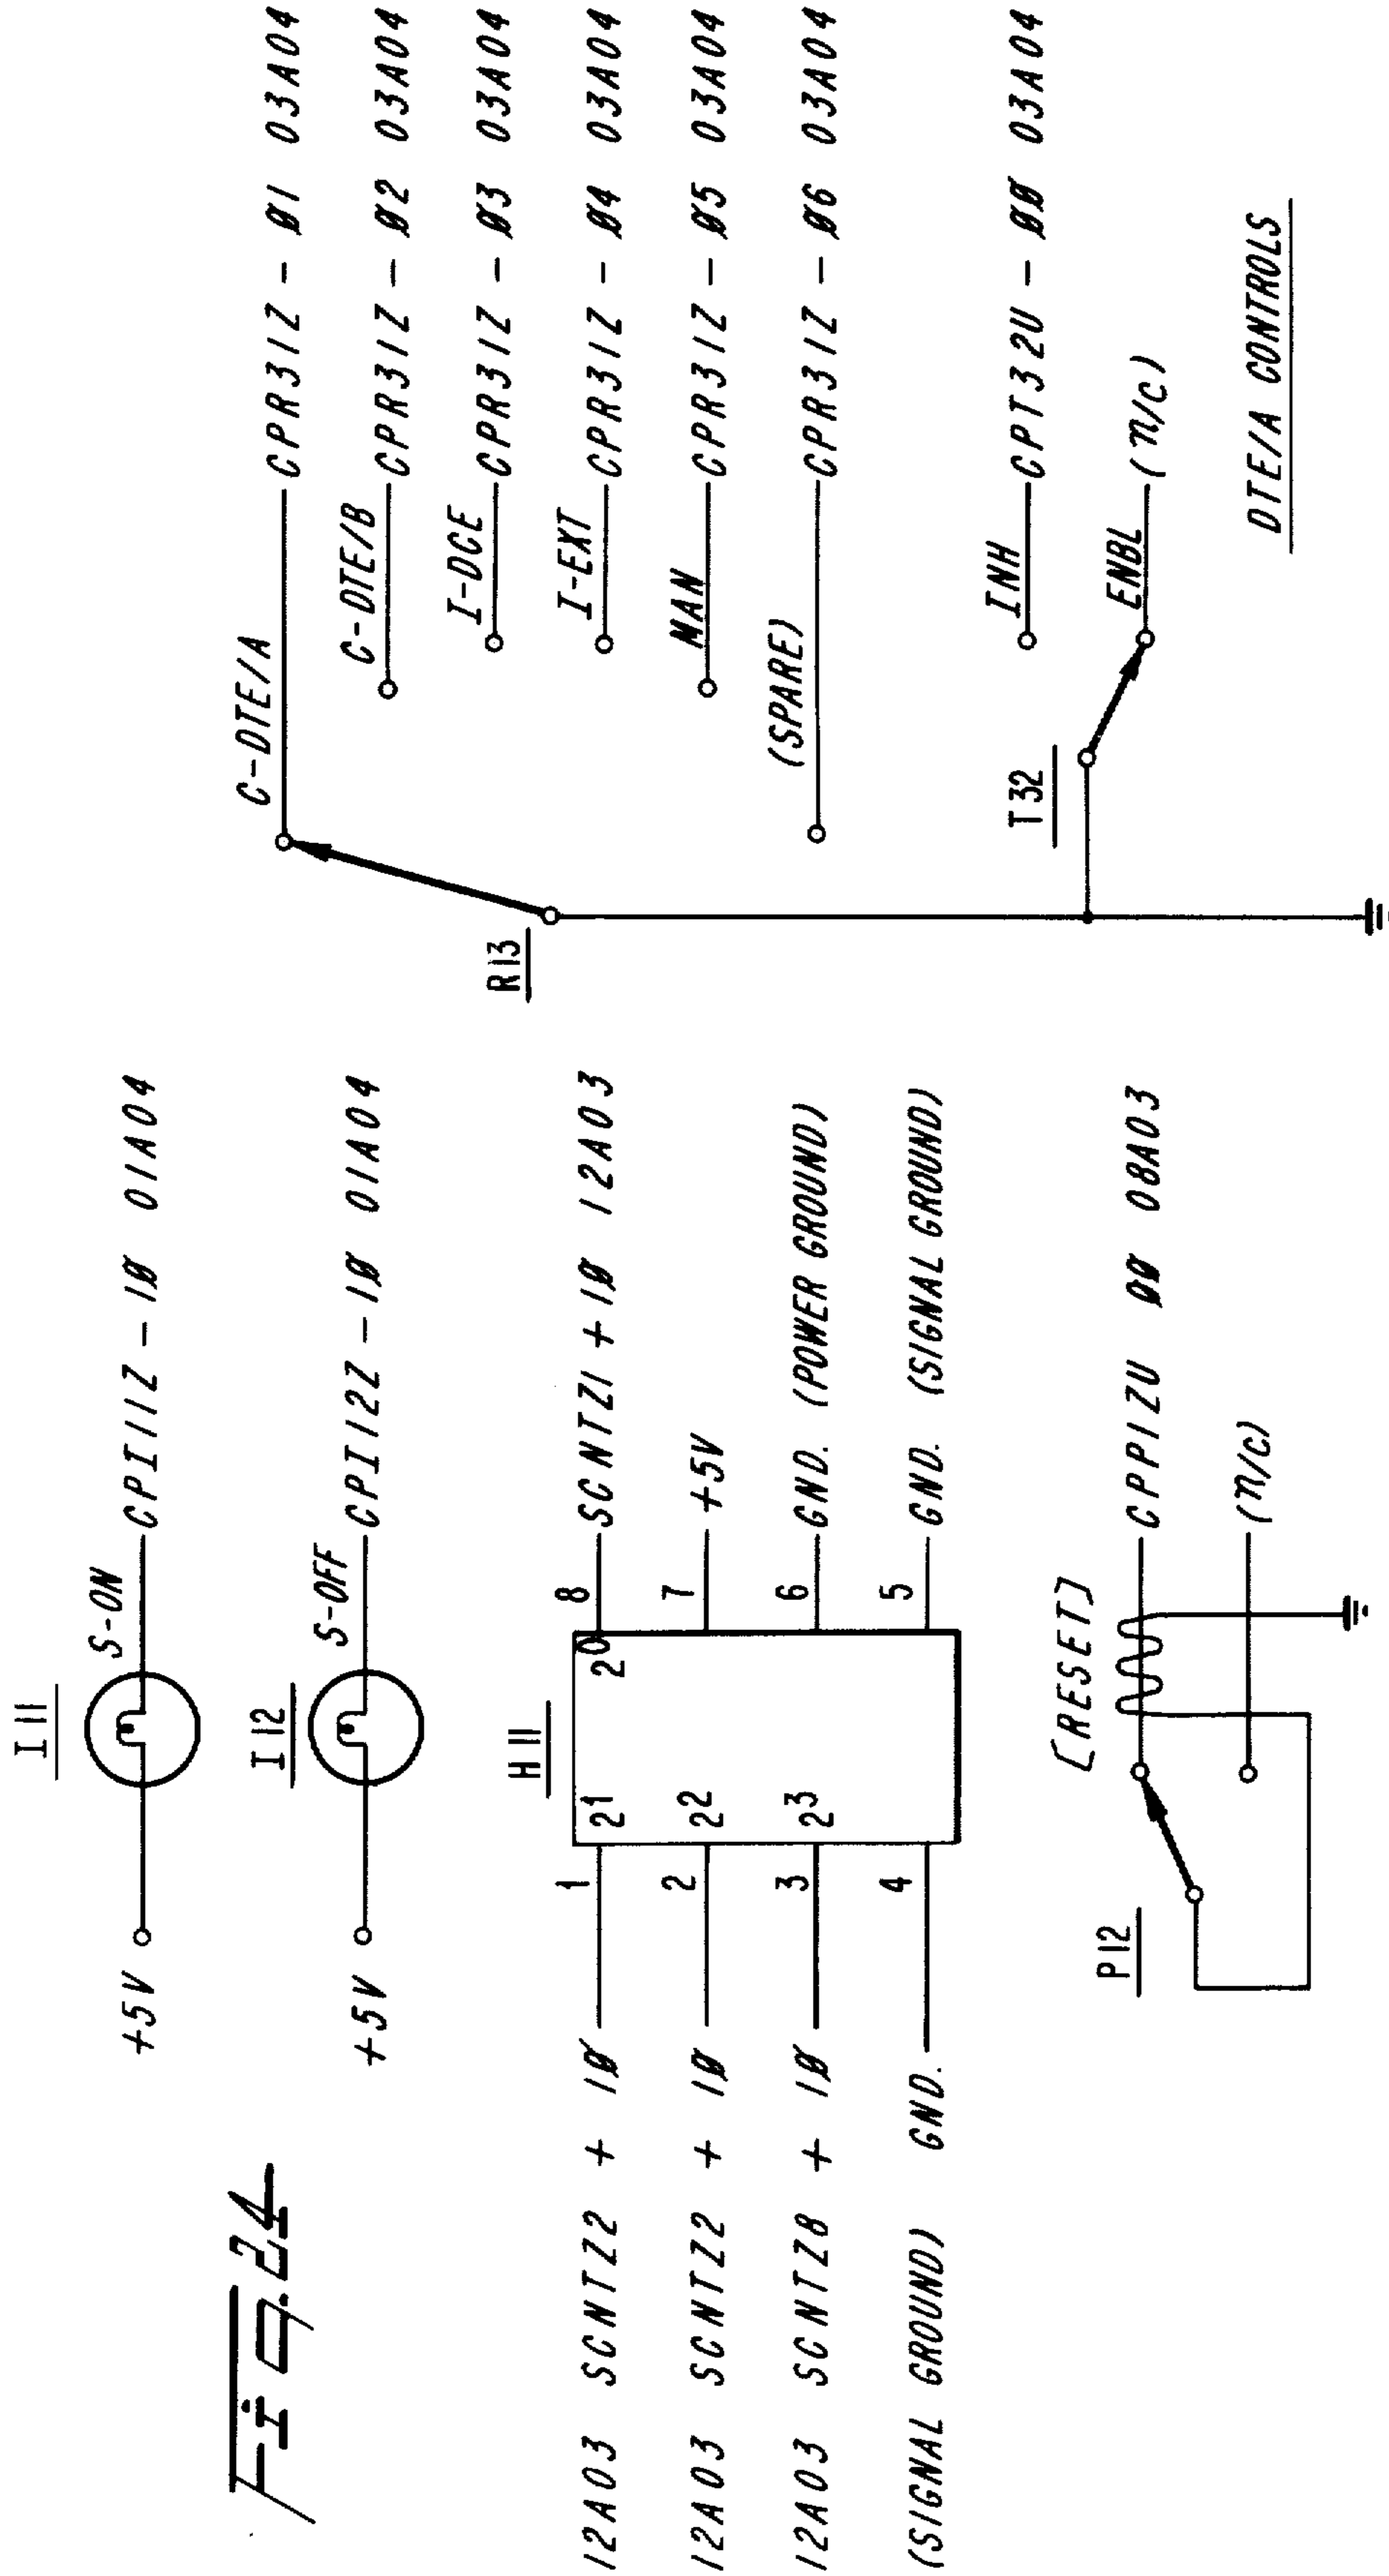 Fig. 24
I 11
+5V
S-ON
CPI11Z - 1Ø 01A04
I 12
+5V
S-OFF
CPI12Z - 1Ø 01A04
H 11
12A03 SCNTZ2 + 1Ø
1
2¹
2⁰
8
SCNTZ1 + 1Ø 12A03
12A03 SCNTZ2 + 1Ø
2
2²
7
+5V
12A03 SCNTZ8 + 1Ø
3
2³
6
GND. (POWER GROUND)
(SIGNAL GROUND) GND.
4
5
GND. (SIGNAL GROUND)
P12
[RESET]
CPP1ZU ØØ 08A03
(n/c)
R13
C-DTE/A
CPR31Z - Ø1 03A04
C-DTE/B
CPR31Z - Ø2 03A04
I-DCE
CPR31Z - Ø3 03A04
I-EXT
CPR31Z - Ø4 03A04
MAN
CPR31Z - Ø5 03A04
(SPARE)
CPR31Z - Ø6 03A04
T32
INH
CPT32U - ØØ 03A04
ENBL
(n/c)
DTE/A CONTROLS